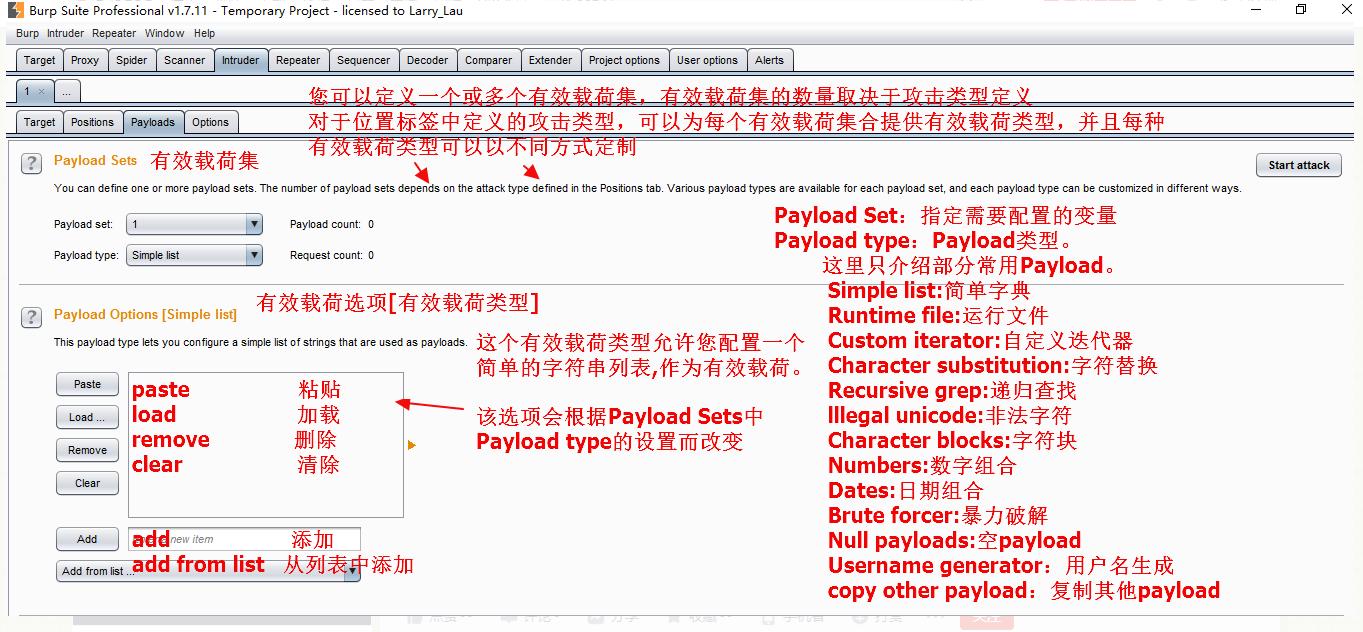 Burp Suite Professional v1.7.11 - Temporary Project - licensed to Larry_Lau
Burp Intruder Repeater Window Help
Target Proxy Spider Scanner Intruder Repeater Sequencer Decoder Comparer Extender Project options User options Alerts
1 × ...
您可以定义一个或多个有效载荷集，有效载荷集的数量取决于攻击类型定义
Target Positions Payloads Options
对于位置标签中定义的攻击类型，可以为每个有效载荷集合提供有效载荷类型，并且每种
有效载荷类型可以以不同方式定制
? Payload Sets 有效载荷集
Start attack
You can define one or more payload sets. The number of payload sets depends on the attack type defined in the Positions tab. Various payload types are available for each payload set, and each payload type can be customized in different ways.
Payload set: 1 Payload count: 0
Payload type: Simple list Request count: 0
Payload Set：指定需要配置的变量
Payload type：Payload类型。
这里只介绍部分常用Payload。
Simple list:简单字典
Runtime file:运行文件
Custom iterator:自定义迭代器
Character substitution:字符替换
Recursive grep:递归查找
lllegal unicode:非法字符
Character blocks:字符块
Numbers:数字组合
Dates:日期组合
Brute forcer:暴力破解
Null payloads:空payload
Username generator：用户名生成
copy other payload：复制其他payload
有效载荷选项[有效载荷类型]
? Payload Options [Simple list]
This payload type lets you configure a simple list of strings that are used as payloads.
这个有效载荷类型允许您配置一个
简单的字符串列表,作为有效载荷。
该选项会根据Payload Sets中
Payload type的设置而改变
Paste paste 粘贴
Load ... load 加载
Remove remove 删除
Clear clear 清除
Add add new item 添加
Add from list ... add from list 从列表中添加
评论
分享
收藏
手机看
打赏
关注